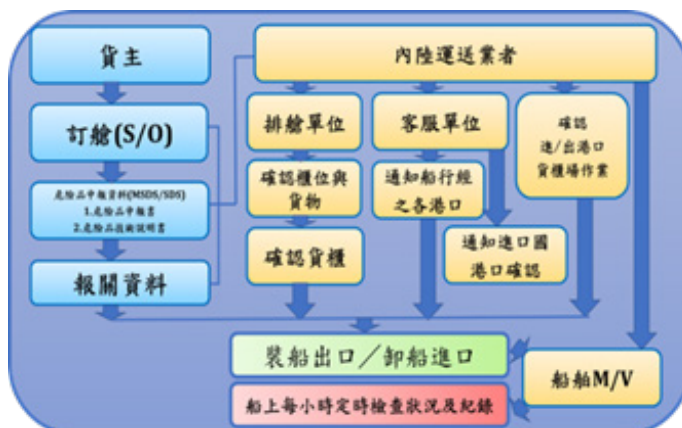 貨主
訂艙(S/O)
危險品申報資料(MSDS/SDS)
1.危險品申報書
2.危險品技術說明書
報關資料
內陸運送業者
排艙單位
確認櫃位與
貨物
確認貨櫃
客服單位
通知船行經
之各港口
通知進口國
港口確認
確認
進/出港口
貨櫃場作業
裝船出口／卸船進口
船上每小時定時檢查狀況及紀錄
船舶M/V